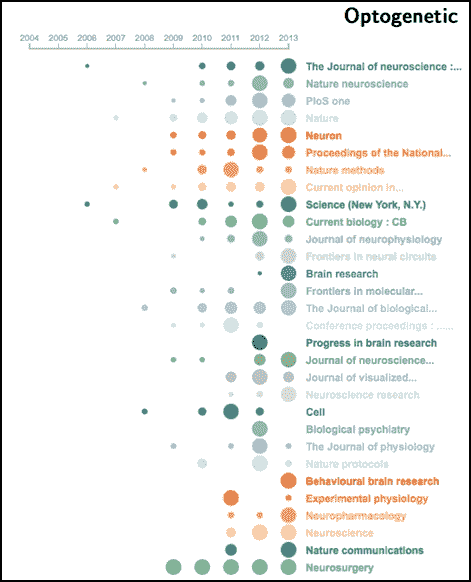 Optogenetic
2004 2005 2006 2007 2008 2009 2010 2011 2012 2013
The Journal of neuroscience :...
Nature neuroscience
PloS one
Nature
Neuron
Proceedings of the National...
Nature methods
Current opinion in...
Science (New York, N.Y.)
Current biology : CB
Journal of neurophysiology
Frontiers in neural circuits
Brain research
Frontiers in molecular...
The Journal of biological...
Conference proceedings : ......
Progress in brain research
Journal of neuroscience...
Journal of visualized...
Neuroscience research
Cell
Biological psychiatry
The Journal of physiology
Nature protocols
Behavioural brain research
Experimental physiology
Neuropharmacology
Neuroscience
Nature communications
Neurosurgery